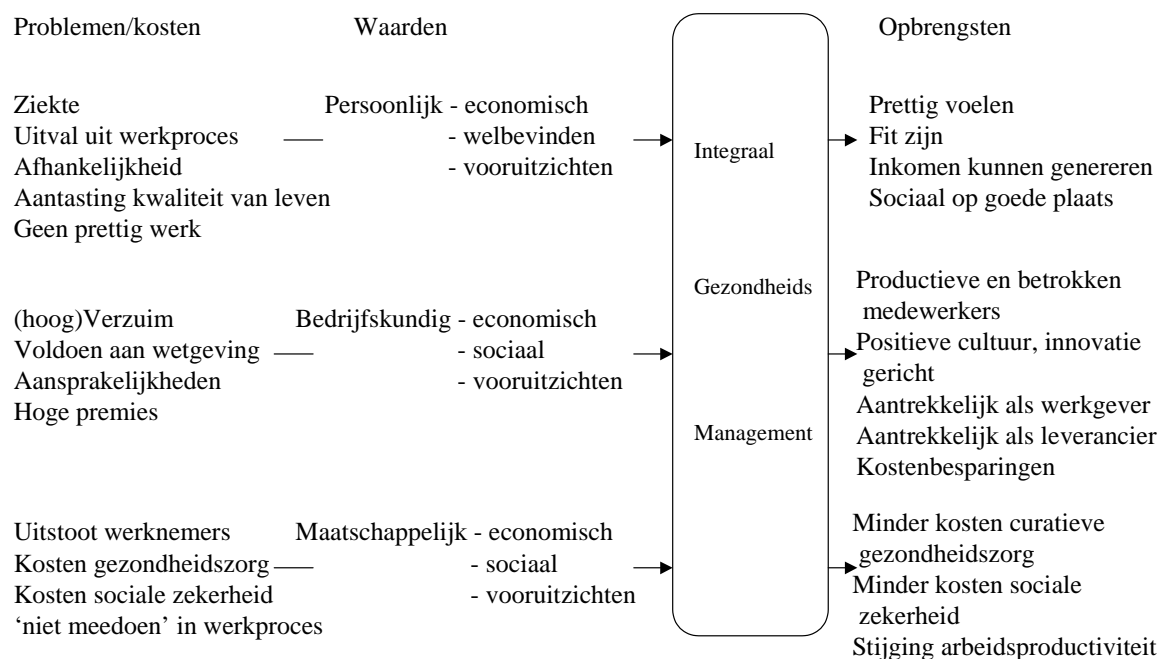 Problemen/kosten Waarden Opbrengsten
Ziekte Persoonlijk - economisch Prettig voelen
Uitval uit werkproces - welbevinden Fit zijn
Afhankelijkheid - vooruitzichten Integraal Inkomen kunnen genereren
Aantasting kwaliteit van leven Sociaal op goede plaats
Geen prettig werk
Gezondheids Productieve en betrokken
medewerkers
(hoog)Verzuim Bedrijfskundig - economisch
Voldoen aan wetgeving - sociaal Positieve cultuur, innovatie
gericht
Aansprakelijkheden - vooruitzichten
Hoge premies Aantrekkelijk als werkgever
Management Aantrekkelijk als leverancier
Kostenbesparingen
Uitstoot werknemers Maatschappelijk - economisch Minder kosten curatieve
gezondheidszorg
Kosten gezondheidszorg - sociaal
Kosten sociale zekerheid - vooruitzichten Minder kosten sociale
zekerheid
‘niet meedoen’ in werkproces
Stijging arbeidsproductiviteit